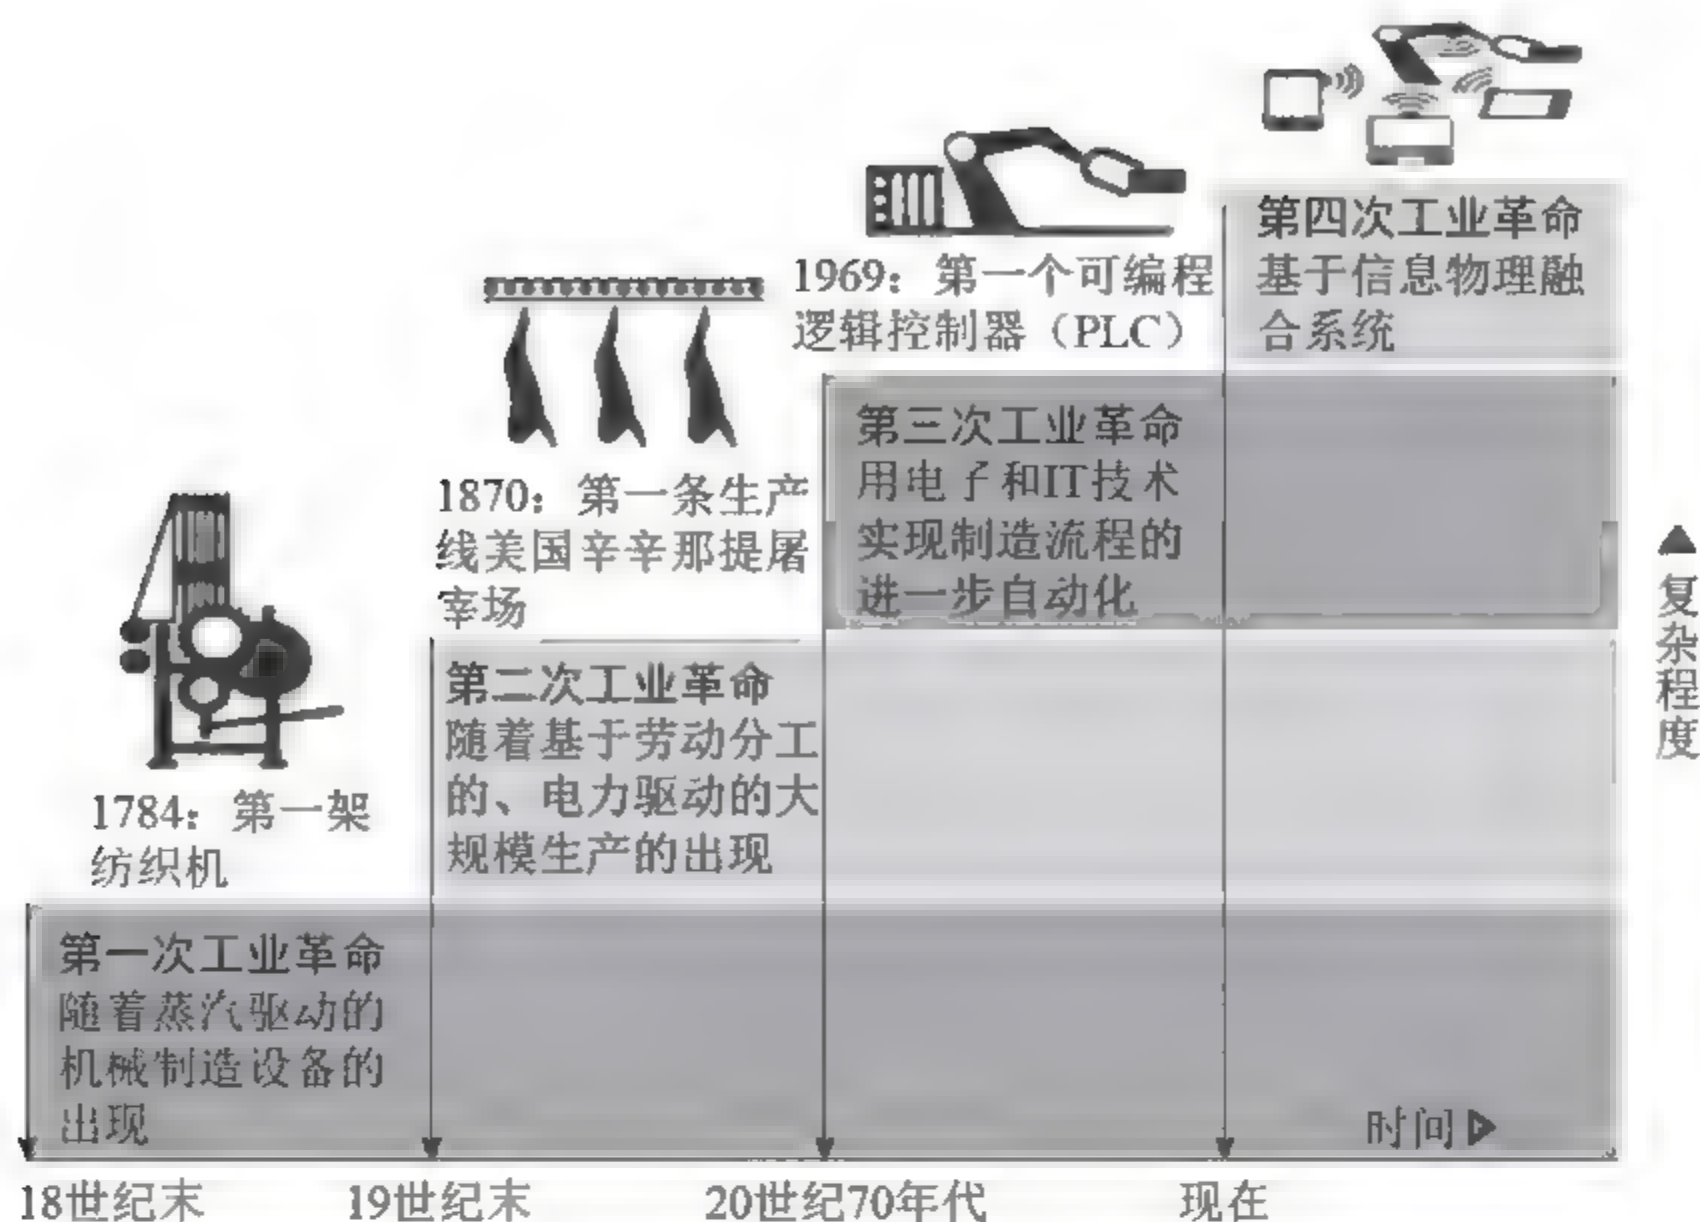 第四次工业革命
基于信息物理融
合系统
1969：第一个可编程
逻辑控制器（PLC）
第三次工业革命
用电子和IT技术
实现制造流程的
进一步自动化
1870：第一条生产
线美国辛辛那提屠
宰场
第二次工业革命
随着基于劳动分工
的、电力驱动的大
规模生产的出现
1784：第一架
纺织机
第一次工业革命
随着蒸汽驱动的
机械制造设备的
出现
复杂程度
时间
18世纪末
19世纪末
20世纪70年代
现在